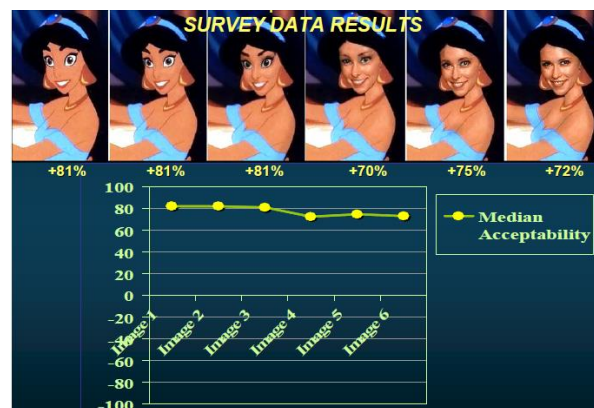 SURVEY DATA RESULTS
+81% +81% +81% +70% +75% +72%
100
80
60
40
20
0
-20
-40
-60
-80
-100
Image 1 Image 2 Image 3 Image 4 Image 5 Image 6
Median
Acceptability